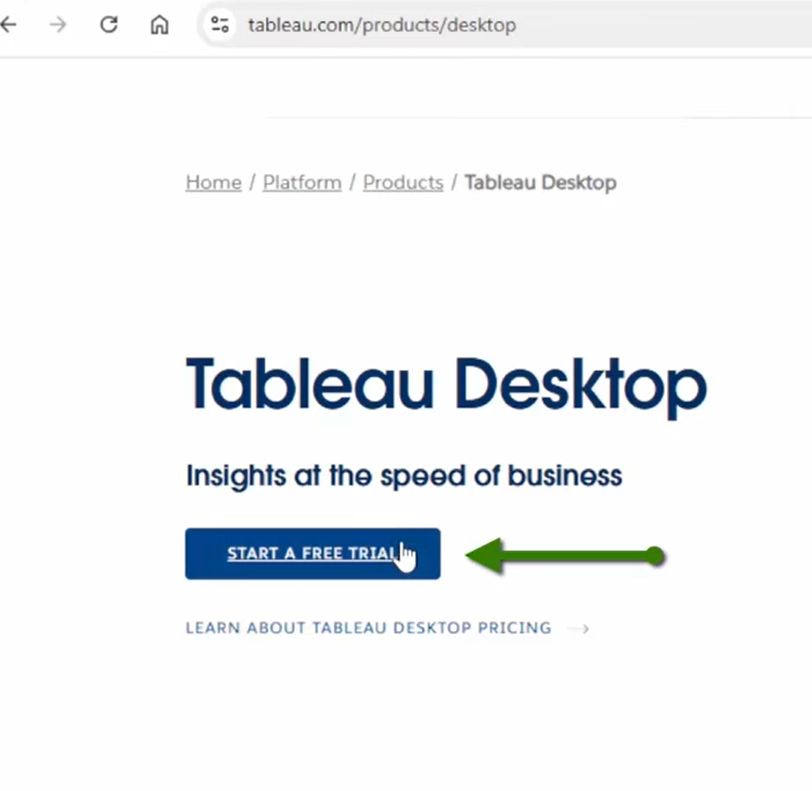 tableau.com/products/desktop
Home / Platform / Products / Tableau Desktop
Tableau Desktop
Insights at the speed of business
START A FREE TRIAL
LEARN ABOUT TABLEAU DESKTOP PRICING →